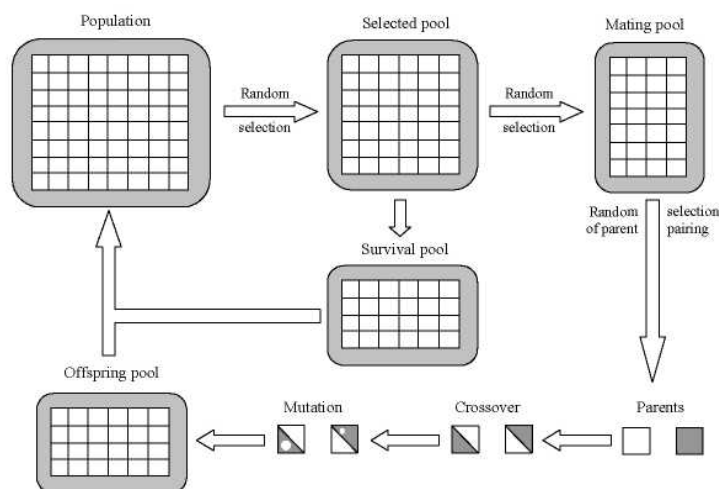 Population
Selected pool
Mating pool
Random
selection
Random
selection
Random selection
of parent pairing
Survival pool
Offspring pool
Mutation
Crossover
Parents